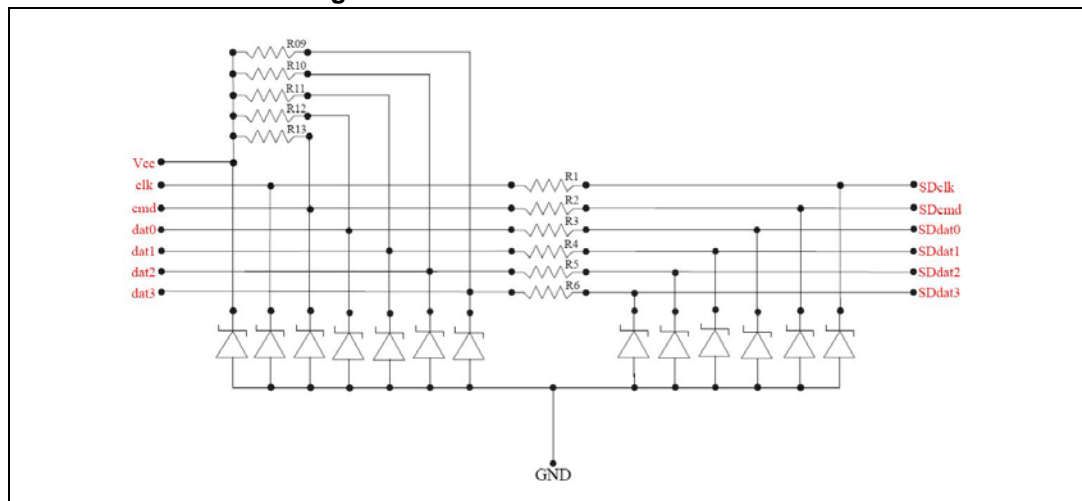 R09
R10
R11
R12
R13
Vcc
clk R1 SDclk
cmd R2 SDcmd
dat0 R3 SDdat0
dat1 R4 SDdat1
dat2 R5 SDdat2
dat3 R6 SDdat3
GND